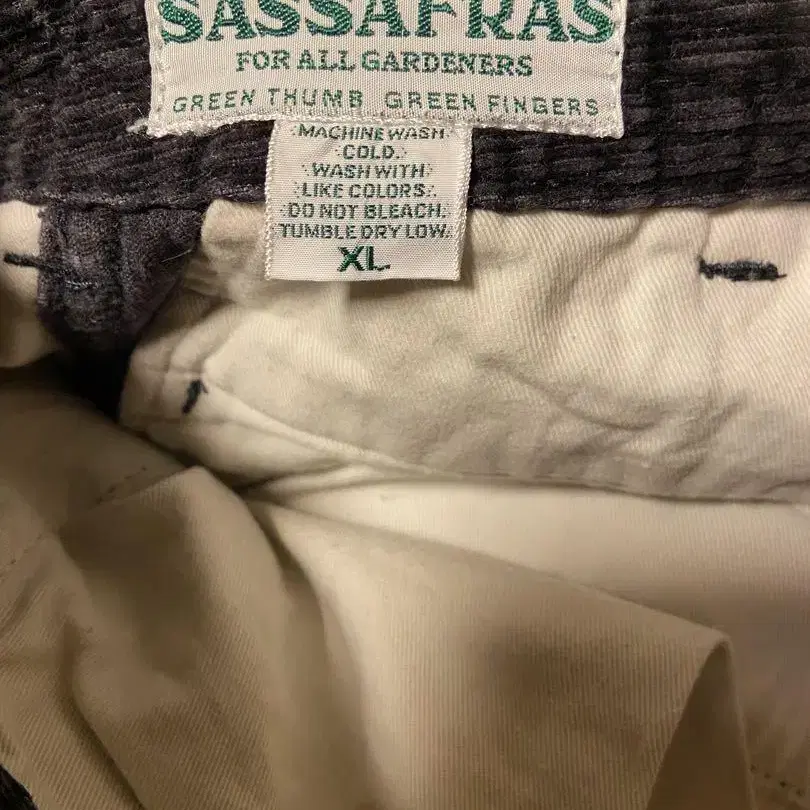 SASSAFRAS
FOR ALL GARDENERS
GREEN THUMB GREEN FINGERS
MACHINE WASH
COLD.
WASH WITH
LIKE COLORS.
DO NOT BLEACH.
TUMBLE DRY LOW.
XL